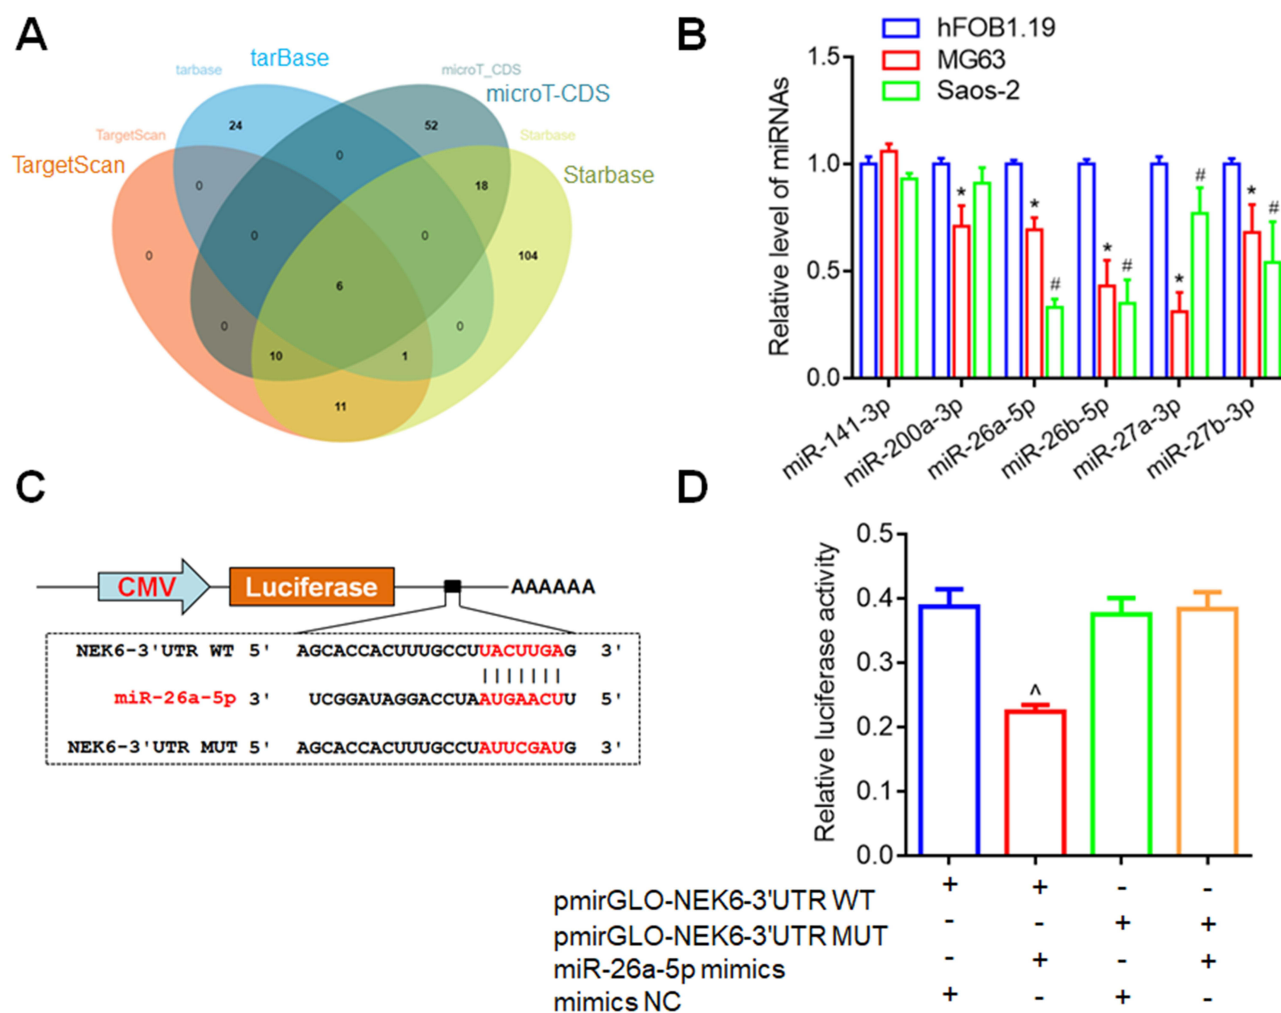 A
tarbase
tarBase
microT_CDS
microT-CDS
TargetScan
TargetScan
Starbase
Starbase
24
52
0
0
18
0
0
0
104
6
0
0
10
1
11
B
hFOB1.19
MG63
Saos-2
Relative level of miRNAs
1.5
1.0
0.5
0.0
* * # * # * # * #
miR-141-3p
miR-200a-3p
miR-26a-5p
miR-26b-5p
miR-27a-3p
miR-27b-3p
C
CMV Luciferase AAAAAA
NEK6-3'UTR WT 5' AGCACCACUUUGCCUUACUUGAG 3'
miR-26a-5p 3' UCGGAUAGGACCUAAUGAACUU 5'
NEK6-3'UTR MUT 5' AGCACCACUUUGCCUAUUCGAUG 3'
D
Relative luciferase activity
0.5
0.4
0.3
0.2
0.1
0.0
^
pmirGLO-NEK6-3'UTR WT + + - -
pmirGLO-NEK6-3'UTR MUT - - + +
miR-26a-5p mimics - + - +
mimics NC + - + -